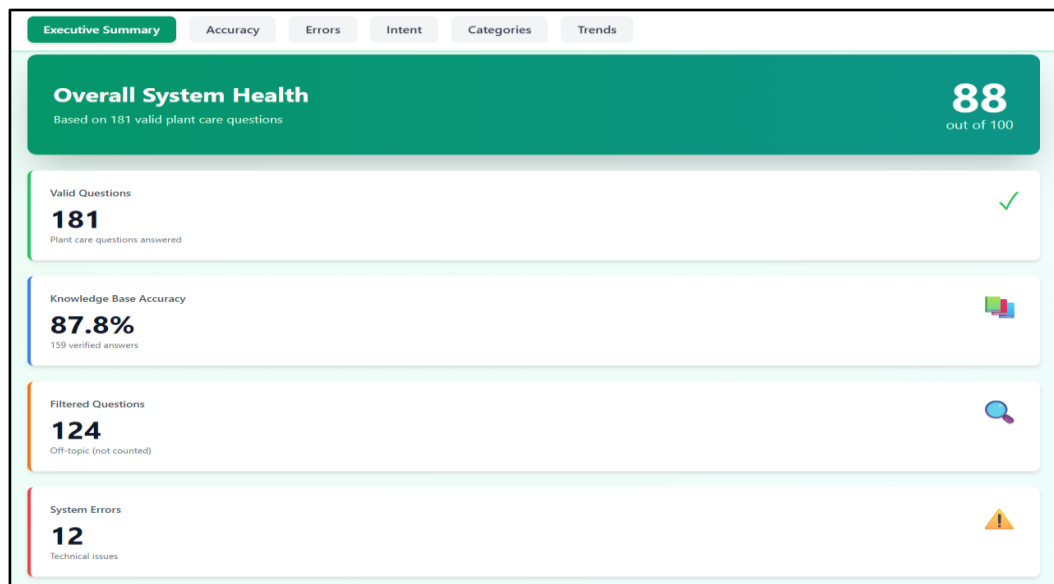 Executive Summary Accuracy Errors Intent Categories Trends
Overall System Health
Based on 181 valid plant care questions
88
out of 100
Valid Questions
181
Plant care questions answered
Knowledge Base Accuracy
87.8%
159 verified answers
Filtered Questions
124
Off-topic (not counted)
System Errors
12
Technical issues